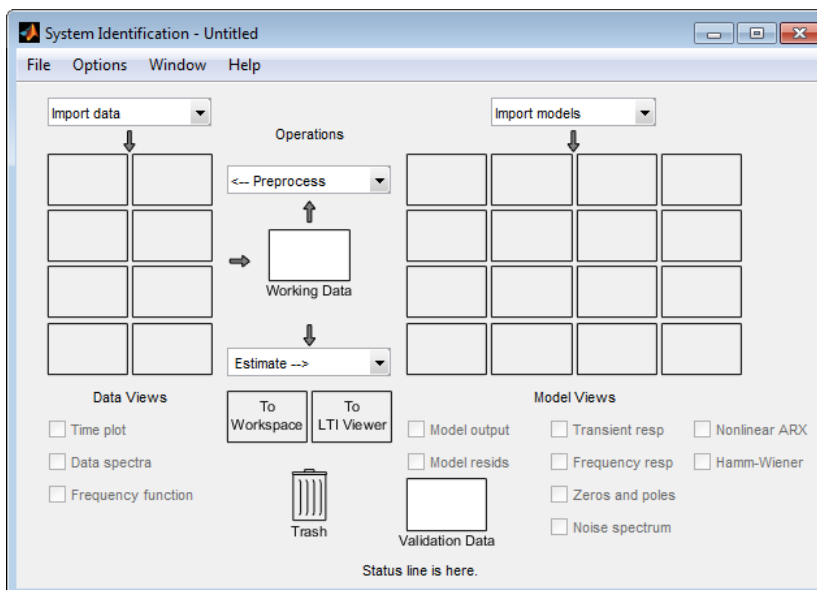 System Identification - Untitled
File Options Window Help
Import data
Import models
Operations
<-- Preprocess
Working Data
Estimate -->
Data Views
Model Views
To
Workspace
To
LTI Viewer
Time plot
Data spectra
Frequency function
Model output
Transient resp
Nonlinear ARX
Model resids
Frequency resp
Hamm-Wiener
Zeros and poles
Noise spectrum
Trash
Validation Data
Status line is here.